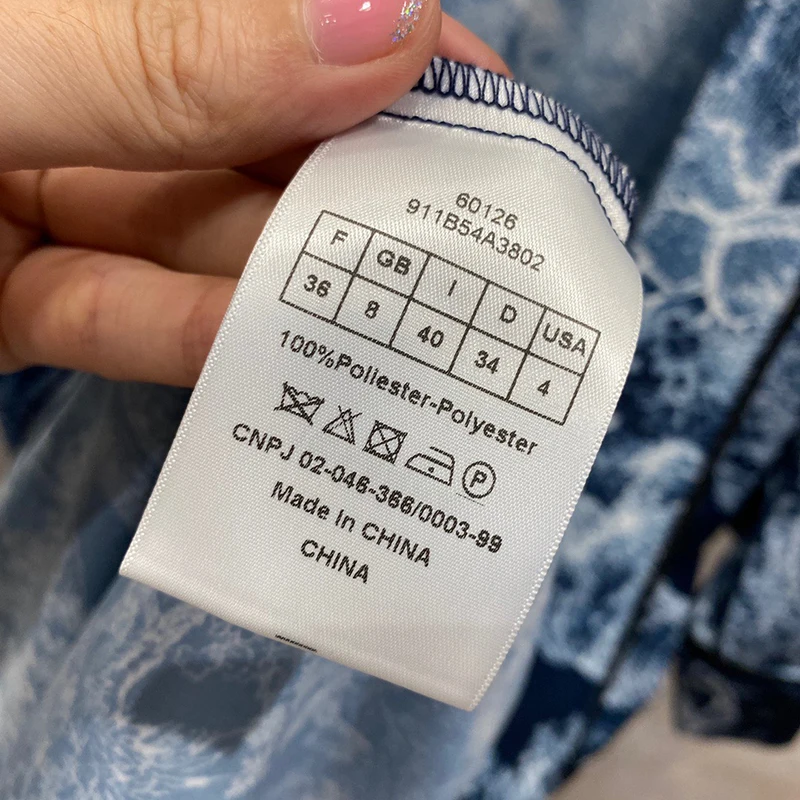 60126
911B54A3802
F GB I D USA
36 8 40 34 4
100%Poliester-Polyester
P
CNPJ 02-046-366/0003-99
Made In CHINA
CHINA